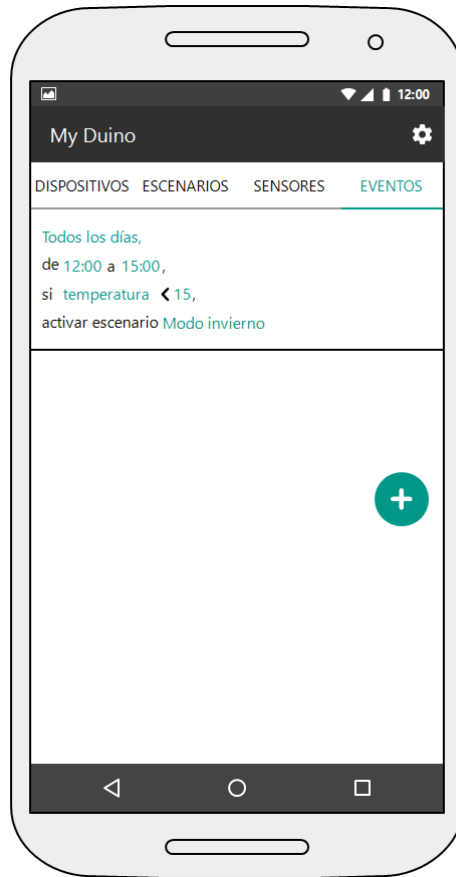 12:00
My Duino
DISPOSITIVOS ESCENARIOS SENSORES EVENTOS
Todos los días,
de 12:00 a 15:00,
si temperatura < 15,
activar escenario Modo invierno